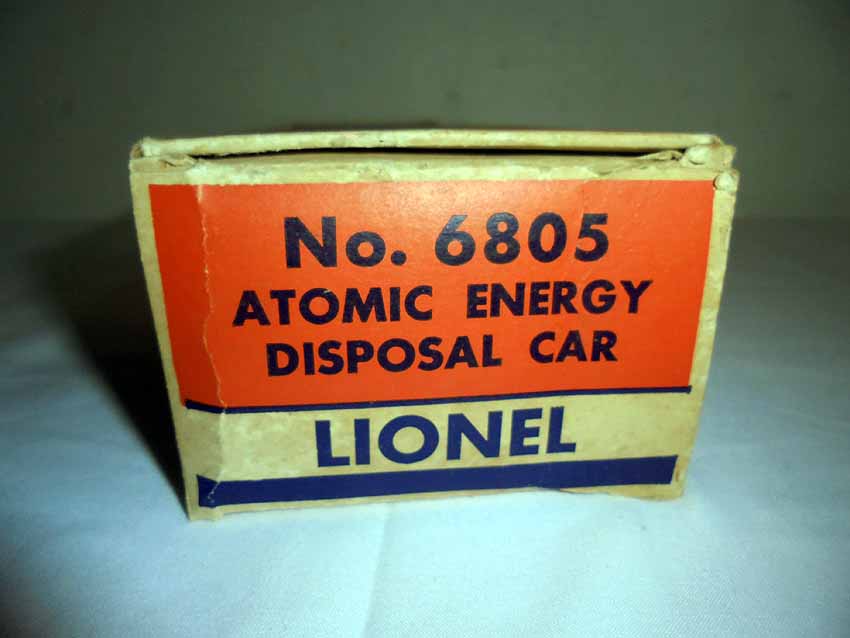 No. 6805
ATOMIC ENERGY
DISPOSAL CAR
LIONEL